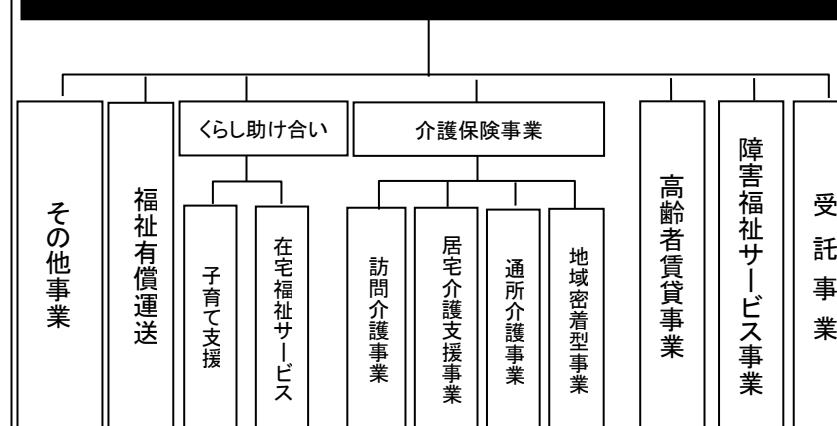 その他事業
福祉有償運送
くらし助け合い
子育て支援
在宅福祉サービス
介護保険事業
訪問介護事業
居宅介護支援事業
通所介護事業
地域密着型事業
高齢者賃貸事業
障害福祉サービス事業
受託事業